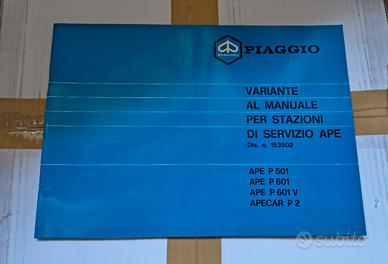 PIAGGIO
PIAGGIO
VARIANTE
AL MANUALE
PER STAZIONI
DI SERVIZIO APE
Dis. n. 153502
APE P 501
APE P 601
APE P 601 V
APECAR P 2
subito